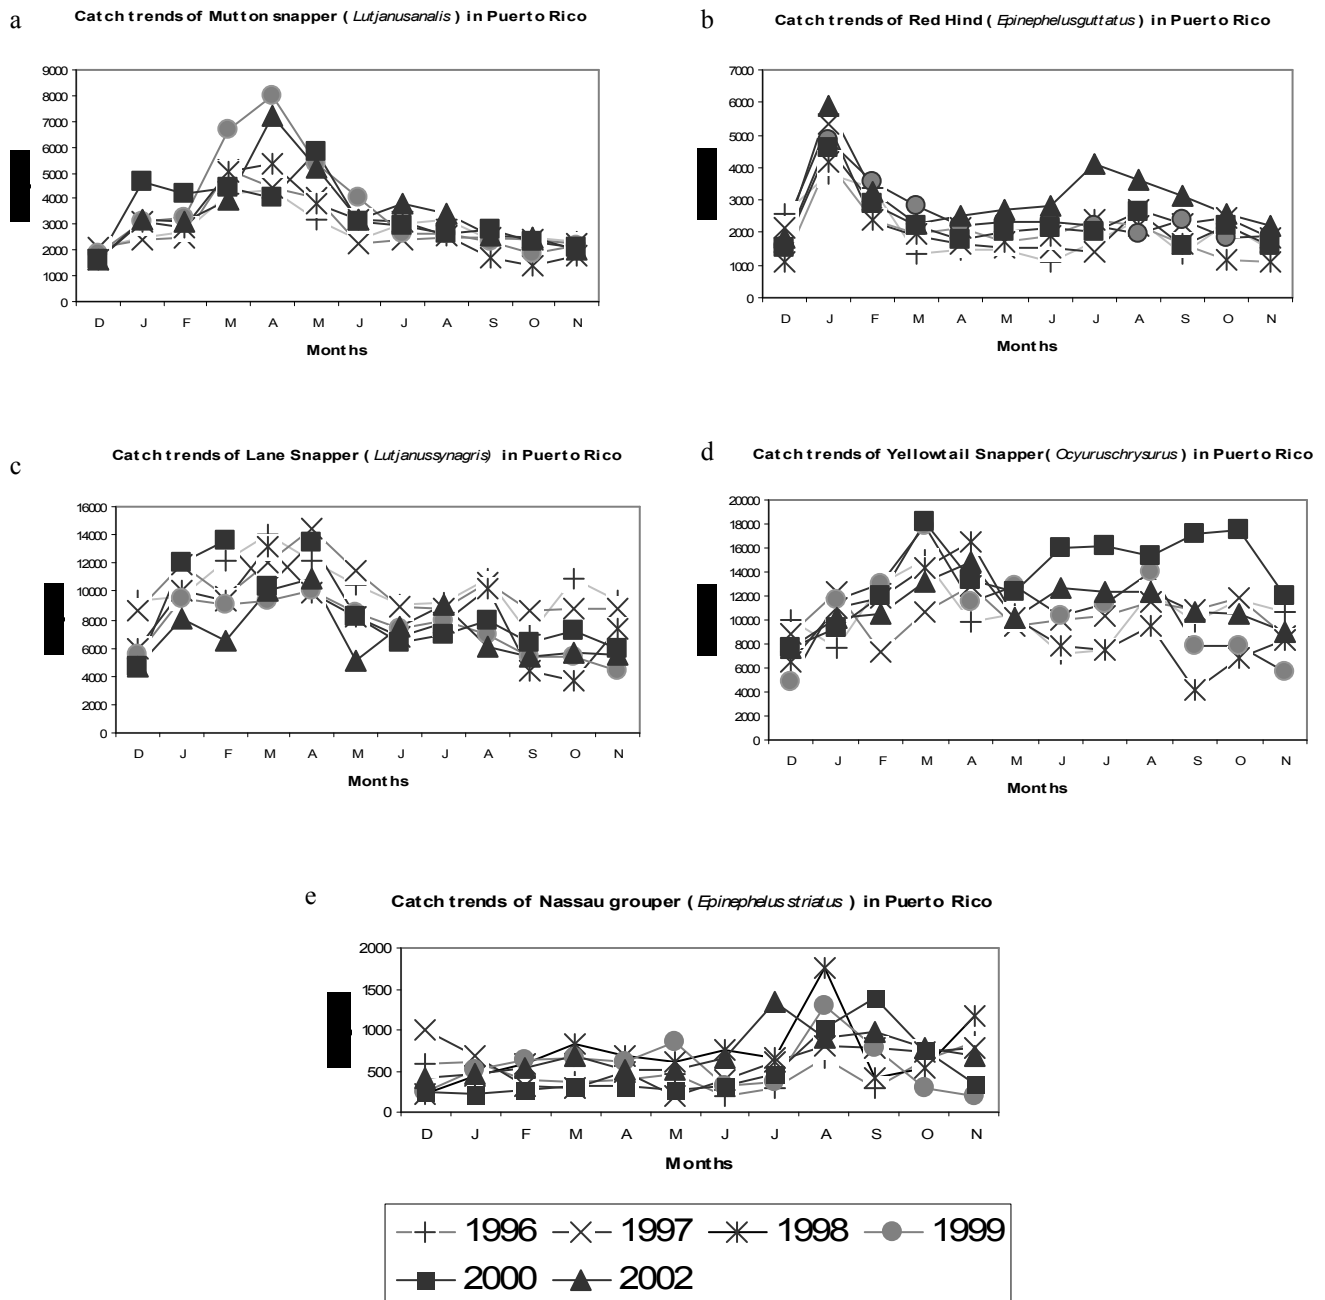 a
Catch trends of Mutton snapper ( Lutjanusanalis ) in Puerto Rico
9000
8000
7000
6000
5000
4000
3000
2000
1000
0
D J F M A M J J A S O N
Months
b
Catch trends of Red Hind ( Epinephelusguttatus ) in Puerto Rico
7000
6000
5000
4000
3000
2000
1000
0
D J F M A M J J A S O N
Months
c
Catch trends of Lane Snapper ( Lutjanussynagris) in Puerto Rico
16000
14000
12000
10000
8000
6000
4000
2000
0
D J F M A M J J A S O N
Months
d
Catch trends of Yellowtail Snapper( Ocyuruschrysurus ) in Puerto Rico
20000
18000
16000
14000
12000
10000
8000
6000
4000
2000
0
D J F M A M J J A S O N
Months
e
Catch trends of Nassau grouper ( Epinephelus striatus ) in Puerto Rico
2000
1500
1000
500
0
D J F M A M J J A S O N
Months
1996 1997 1998 1999
2000 2002